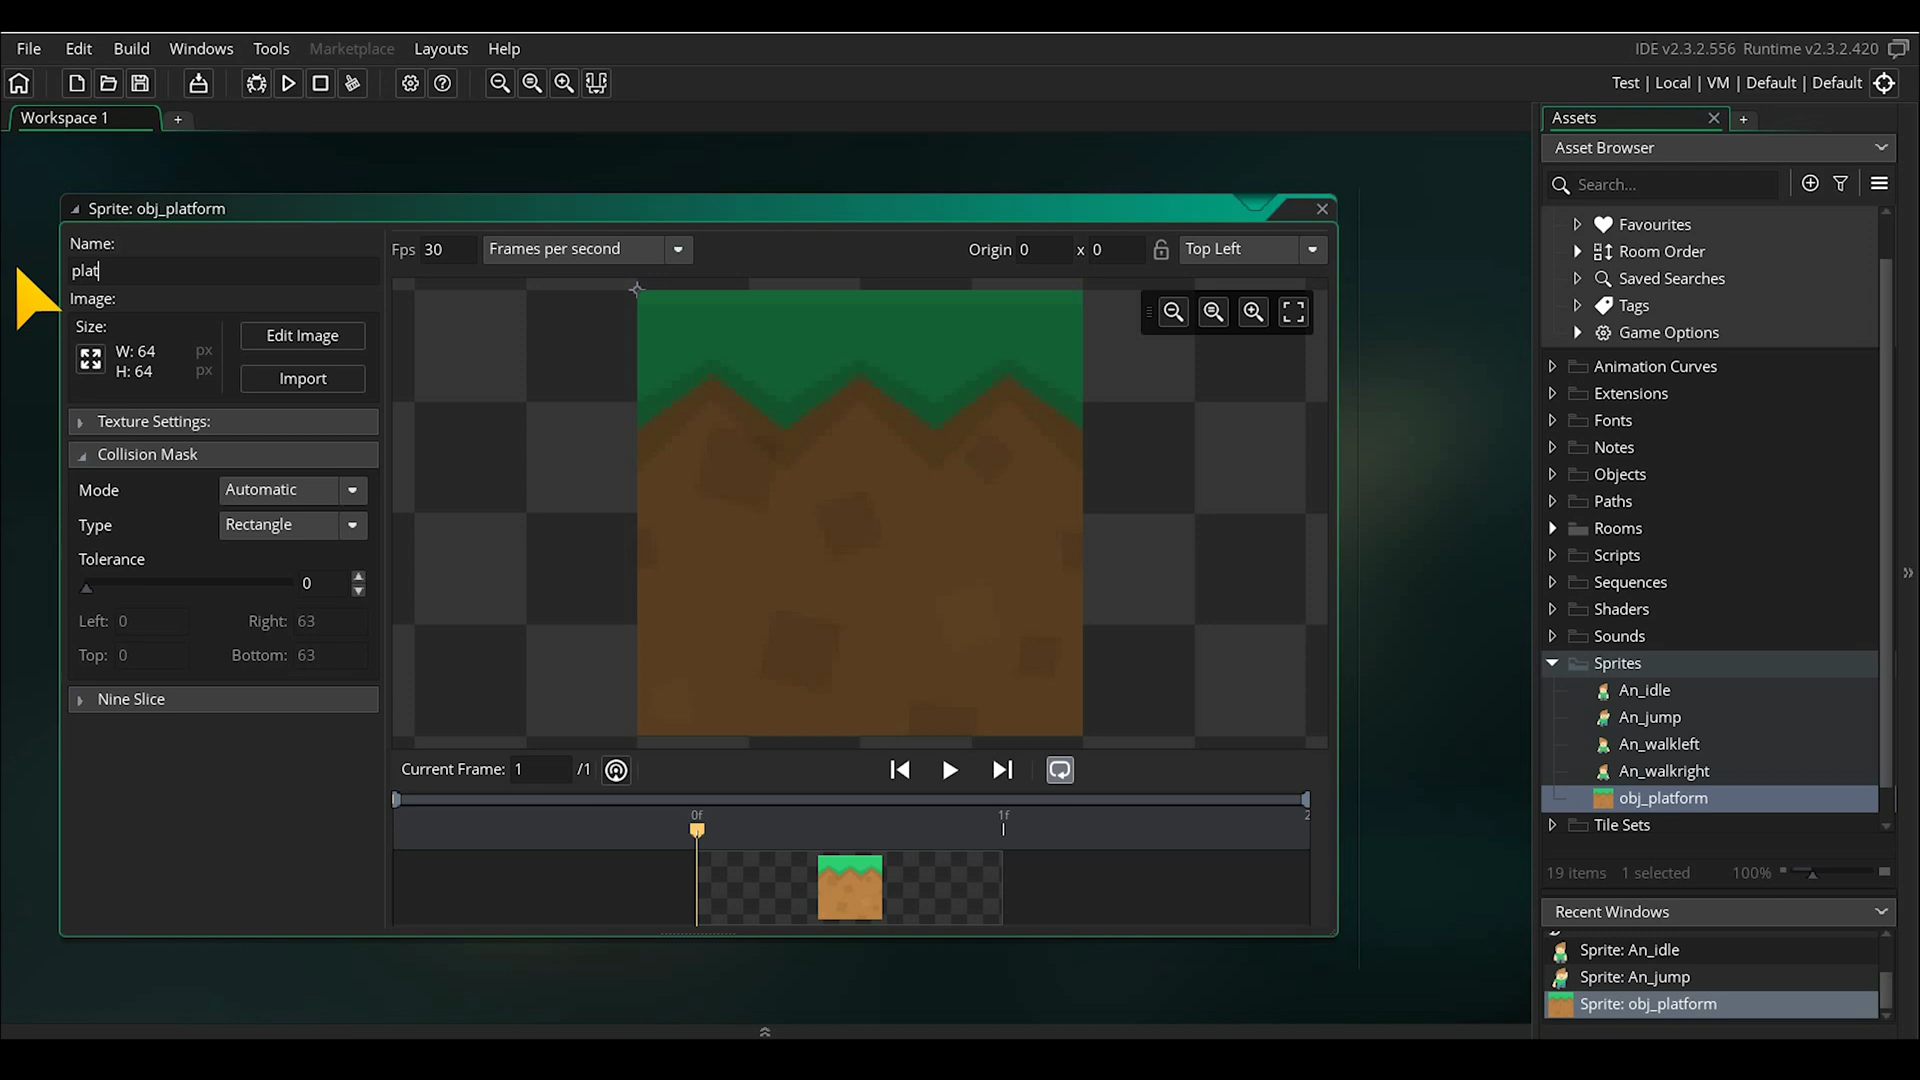 File Edit Build Windows Tools Marketplace Layouts Help
IDE v2.3.2.556 Runtime v2.3.2.420
Test | Local | VM | Default | Default
Workspace 1 +
Assets +
Asset Browser
Search...
Sprite: obj_platform
Name:
plat
Image:
Size:
W: 64 px
H: 64 px
Edit Image
Import
Texture Settings:
Collision Mask
Mode Automatic
Type Rectangle
Tolerance
0
Left: 0 Right: 63
Top: 0 Bottom: 63
Nine Slice
Fps 30 Frames per second
Origin 0 x 0 Top Left
Current Frame: 1 /1
0f 1f 2
Favourites
Room Order
Saved Searches
Tags
Game Options
Animation Curves
Extensions
Fonts
Notes
Objects
Paths
Rooms
Scripts
Sequences
Shaders
Sounds
Sprites
An_idle
An_jump
An_walkleft
An_walkright
obj_platform
Tile Sets
19 items 1 selected 100%
Recent Windows
Sprite: An_idle
Sprite: An_jump
Sprite: obj_platform